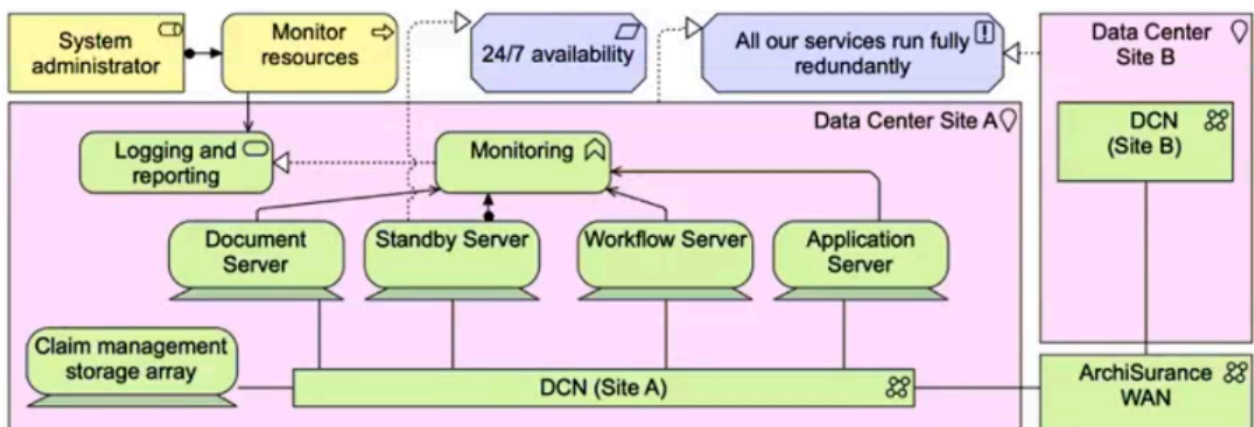 System
administrator
Monitor
resources
24/7 availability
All our services run fully
redundantly
Data Center
Site B
Data Center Site A
DCN
(Site B)
Logging and
reporting
Monitoring
Document
Server
Standby Server
Workflow Server
Application
Server
Claim management
storage array
DCN (Site A)
ArchiSurance
WAN